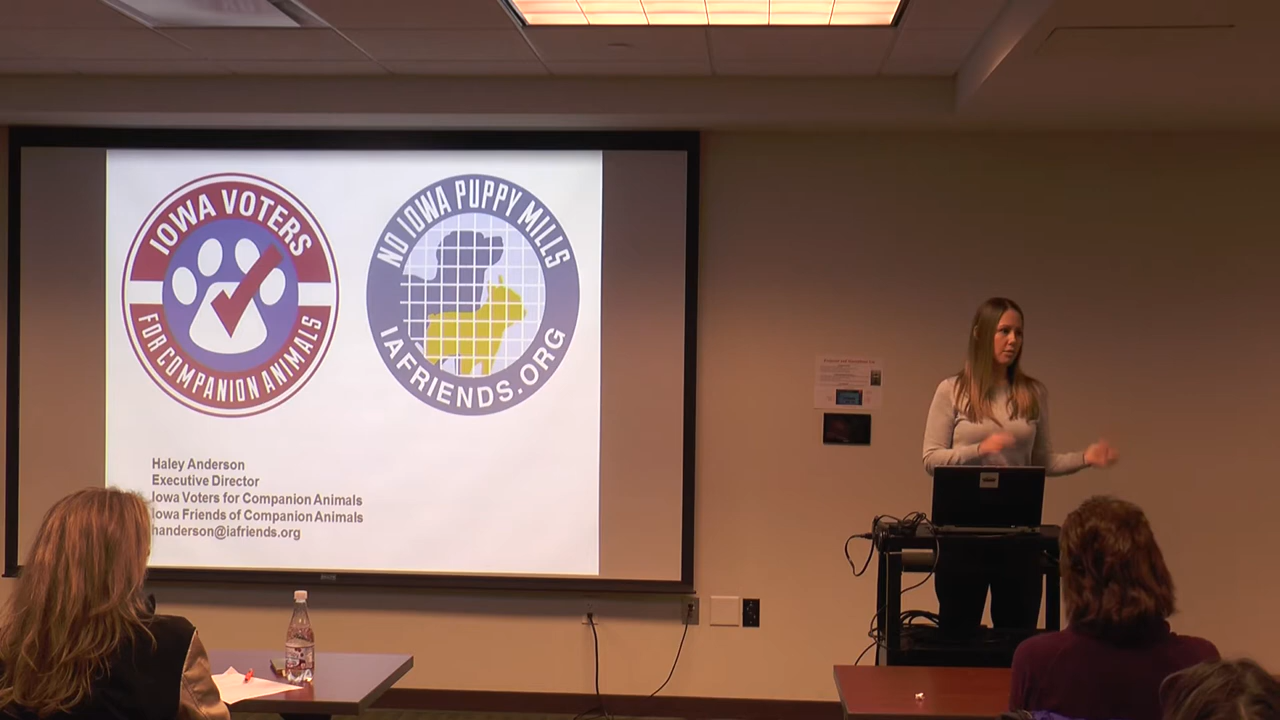 IOWA VOTERS
FOR COMPANION ANIMALS
NO IOWA PUPPY MILLS
IAFRIENDS.ORG
Haley Anderson
Executive Director
Iowa Voters for Companion Animals
Iowa Friends of Companion Animals
handerson@iafriends.org